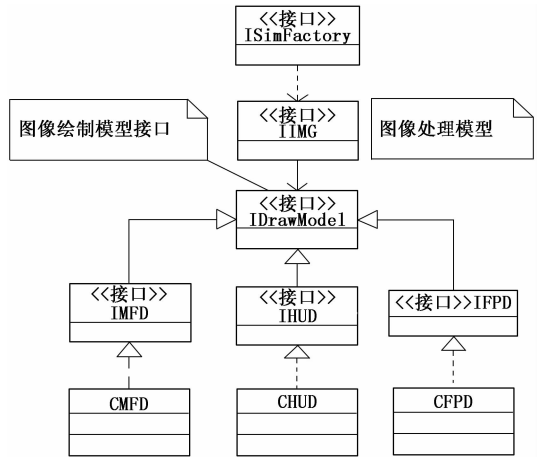 <<接口>>
ISimFactory
<<接口>>
IIMG
图像绘制模型接口
图像处理模型
<<接口>>
IDrawModel
<<接口>>
IMFD
<<接口>>
IHUD
<<接口>>IFPD
CMFD
CHUD
CFPD